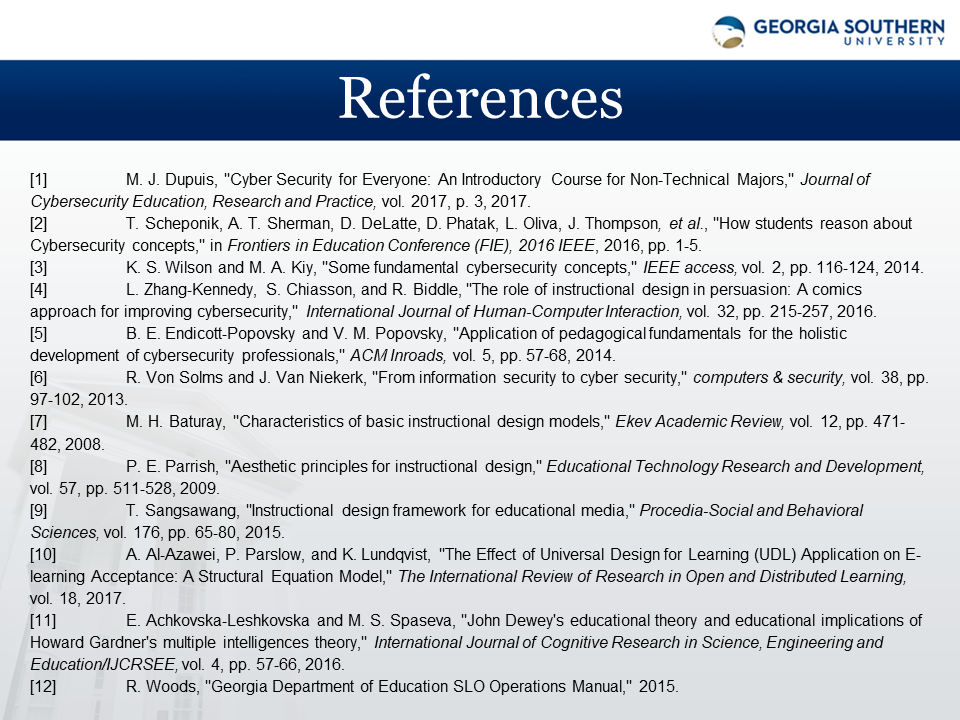 GEORGIA SOUTHERN
UNIVERSITY
References
[1] M. J. Dupuis, "Cyber Security for Everyone: An Introductory Course for Non-Technical Majors," Journal of
Cybersecurity Education, Research and Practice, vol. 2017, p. 3, 2017.
[2] T. Scheponik, A. T. Sherman, D. DeLatte, D. Phatak, L. Oliva, J. Thompson, et al., "How students reason about
Cybersecurity concepts," in Frontiers in Education Conference (FIE), 2016 IEEE, 2016, pp. 1-5.
[3] K. S. Wilson and M. A. Kiy, "Some fundamental cybersecurity concepts," IEEE access, vol. 2, pp. 116-124, 2014.
[4] L. Zhang-Kennedy, S. Chiasson, and R. Biddle, "The role of instructional design in persuasion: A comics
approach for improving cybersecurity," International Journal of Human-Computer Interaction, vol. 32, pp. 215-257, 2016.
[5] B. E. Endicott-Popovsky and V. M. Popovsky, "Application of pedagogical fundamentals for the holistic
development of cybersecurity professionals," ACM Inroads, vol. 5, pp. 57-68, 2014.
[6] R. Von Solms and J. Van Niekerk, "From information security to cyber security," computers & security, vol. 38, pp.
97-102, 2013.
[7] M. H. Baturay, "Characteristics of basic instructional design models," Ekev Academic Review, vol. 12, pp. 471-
482, 2008.
[8] P. E. Parrish, "Aesthetic principles for instructional design," Educational Technology Research and Development,
vol. 57, pp. 511-528, 2009.
[9] T. Sangsawang, "Instructional design framework for educational media," Procedia-Social and Behavioral
Sciences, vol. 176, pp. 65-80, 2015.
[10] A. Al-Azawei, P. Parslow, and K. Lundqvist, "The Effect of Universal Design for Learning (UDL) Application on E-
learning Acceptance: A Structural Equation Model," The International Review of Research in Open and Distributed Learning,
vol. 18, 2017.
[11] E. Achkovska-Leshkovska and M. S. Spaseva, "John Dewey's educational theory and educational implications of
Howard Gardner's multiple intelligences theory," International Journal of Cognitive Research in Science, Engineering and
Education/IJCRSEE, vol. 4, pp. 57-66, 2016.
[12] R. Woods, "Georgia Department of Education SLO Operations Manual," 2015.